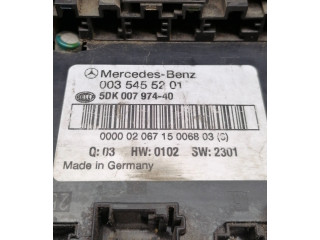 Mercedes-Benz
003 545 52 01
HELLA 5DK 007 974-40
0000 02 067 15 0068 03 (S)
Q: 03 HW: 0102 SW: 2301
Made in Germany